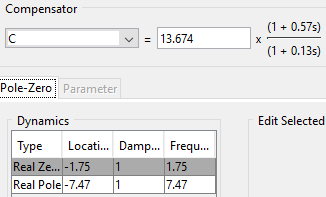 Compensator
C = 13.674 x (1 + 0.57s)
(1 + 0.13s)
Pole-Zero Parameter
Dynamics Edit Selected
Type Locati... Damp... Frequ...
Real Ze... -1.75 1 1.75
Real Pole -7.47 1 7.47